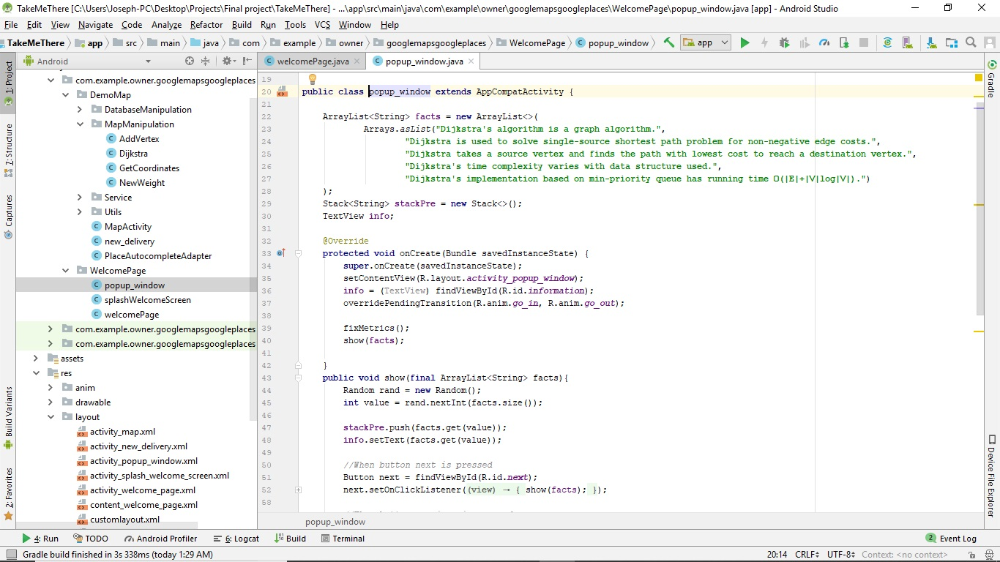 TakeMeThere [C:\Users\Joseph-PC\Desktop\Projects\Final project\TakeMeThere] - ...\app\src\main\java\com\example\owner\googlemapsgoogleplaces\WelcomePage\popup_window.java [app] - Android Studio
File Edit View Navigate Code Analyze Refactor Build Run Tools VCS Window Help
TakeMeThere app src main java com example owner googlemapsgoogleplaces WelcomePage popup_window app
Android
welcomePage.java popup_window.java
1: Project
7: Structure
Captures
Build Variants
2: Favorites
com.example.owner.googlemapsgoogleplaces
DemoMap
DatabaseManipulation
MapManipulation
AddVertex
Dijkstra
GetCoordinates
NewWeight
Service
Utils
MapActivity
new_delivery
PlaceAutocompleteAdapter
WelcomePage
popup_window
splashWelcomeScreen
welcomePage
com.example.owner.googlemapsgoogleplaces
com.example.owner.googlemapsgoogleplaces
assets
res
anim
drawable
layout
activity_map.xml
activity_new_delivery.xml
activity_popup_window.xml
activity_splash_welcome_screen.xml
activity_welcome_page.xml
content_welcome_page.xml
customlayout.xml
19
20 public class popup_window extends AppCompatActivity {
21
22 ArrayList<String> facts = new ArrayList<>(
23 Arrays.asList("Dijkstra's algorithm is a graph algorithm.",
24 "Dijkstra is used to solve single-source shortest path problem for non-negative edge costs.",
25 "Dijkstra takes a source vertex and finds the path with lowest cost to reach a destination vertex.",
26 "Dijkstra's time complexity varies with data structure used.",
27 "Dijkstra's implementation based on min-priority queue has running time O(|E|+|V|log|V|).")
28 );
29 Stack<String> stackPre = new Stack<>();
30 TextView info;
31
32 @Override
33 protected void onCreate(Bundle savedInstanceState) {
34 super.onCreate(savedInstanceState);
35 setContentView(R.layout.activity_popup_window);
36 info = (TextView) findViewById(R.id.information);
37 overridePendingTransition(R.anim.go_in, R.anim.go_out);
38
39 fixMetrics();
40 show(facts);
41
42 }
43 public void show(final ArrayList<String> facts){
44 Random rand = new Random();
45 int value = rand.nextInt(facts.size());
46
47 stackPre.push(facts.get(value));
48 info.setText(facts.get(value));
49
50 //When button next is pressed
51 Button next = findViewById(R.id.next);
52 next.setOnClickListener((view) → { show(facts); });
58
popup_window
Gradle
Device File Explorer
4: Run TODO Android Profiler 6: Logcat Build Terminal 2 Event Log
Gradle build finished in 3s 338ms (today 1:29 AM) 20:14 CRLF UTF-8 Context: <no context>